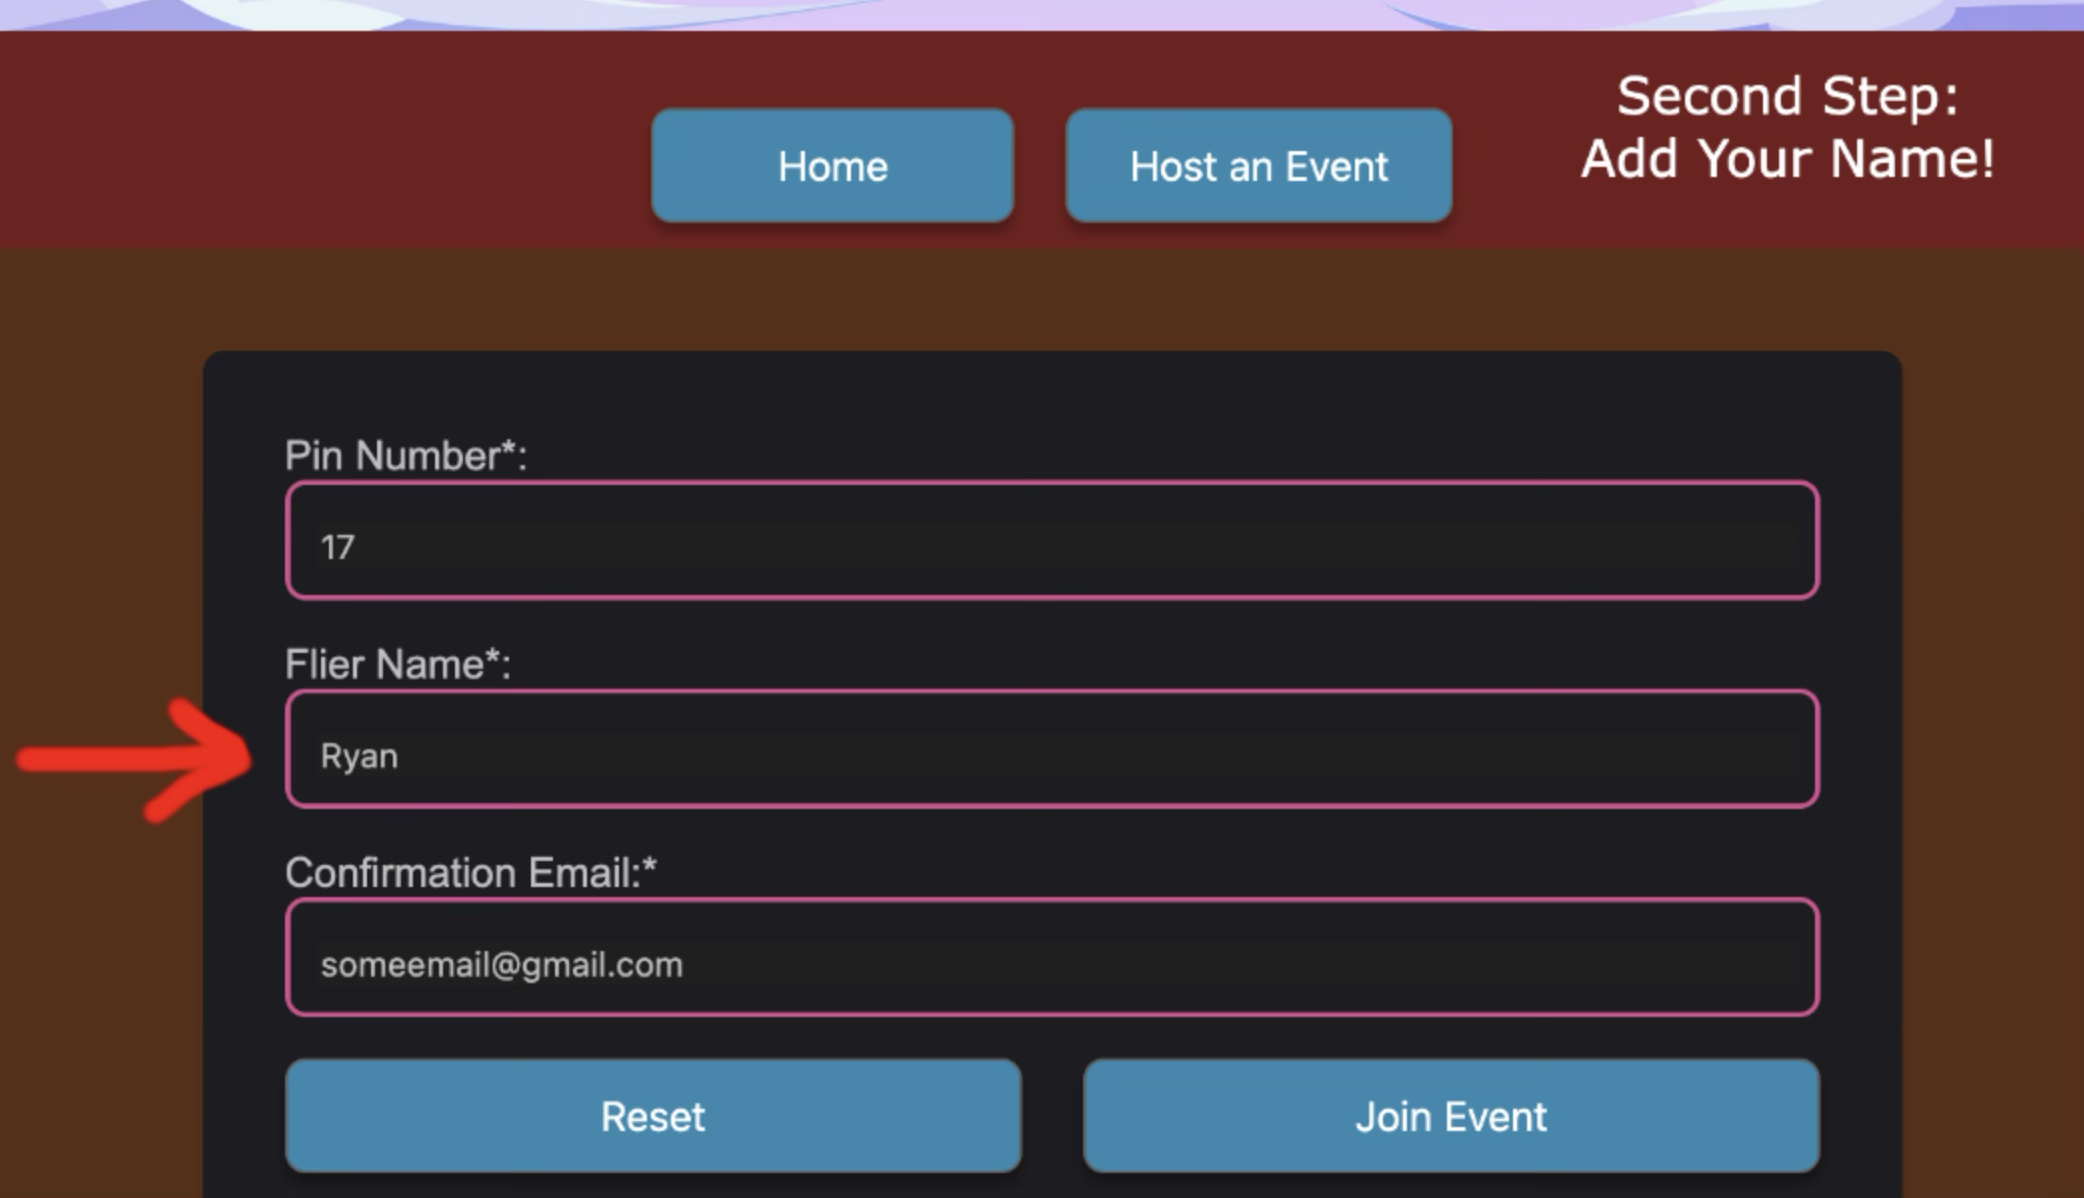 Second Step:
Add Your Name!
Home
Host an Event
Pin Number*:
17
Flier Name*:
Ryan
Confirmation Email:*
someemail@gmail.com
Reset
Join Event